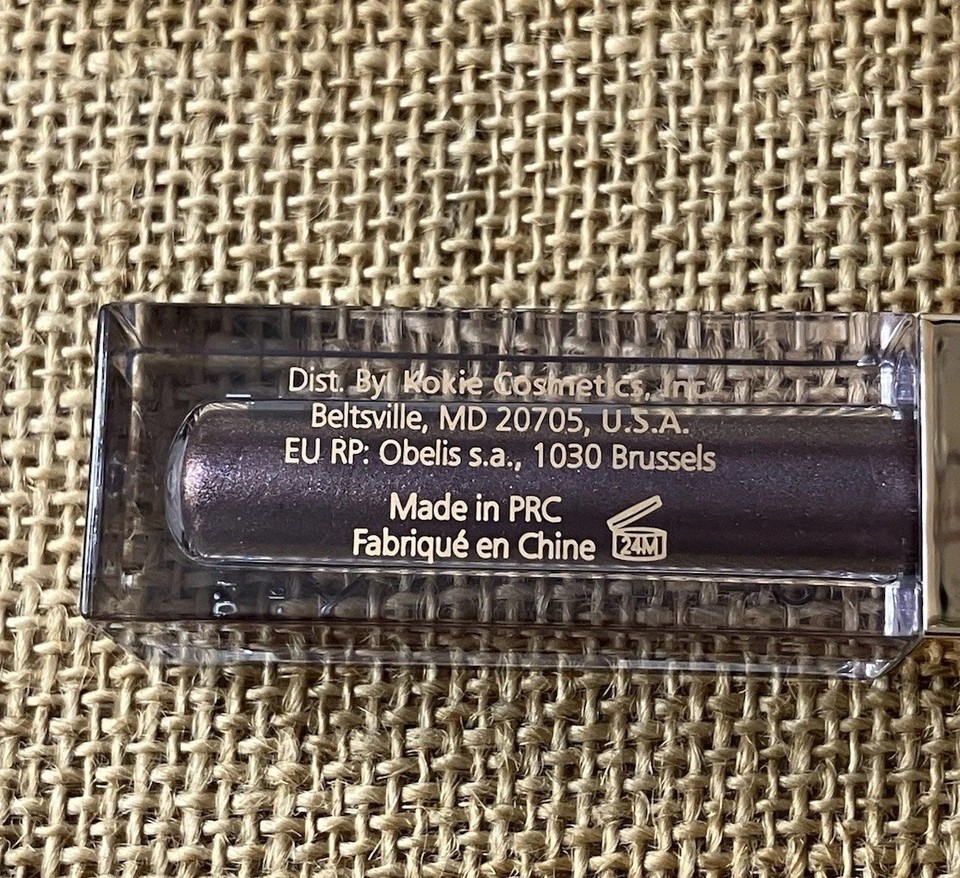 Dist. By: Kokie Cosmetics, Inc.
Beltsville, MD 20705, U.S.A.
EU RP: Obelis s.a., 1030 Brussels
Made in PRC
Fabriqué en Chine
24M